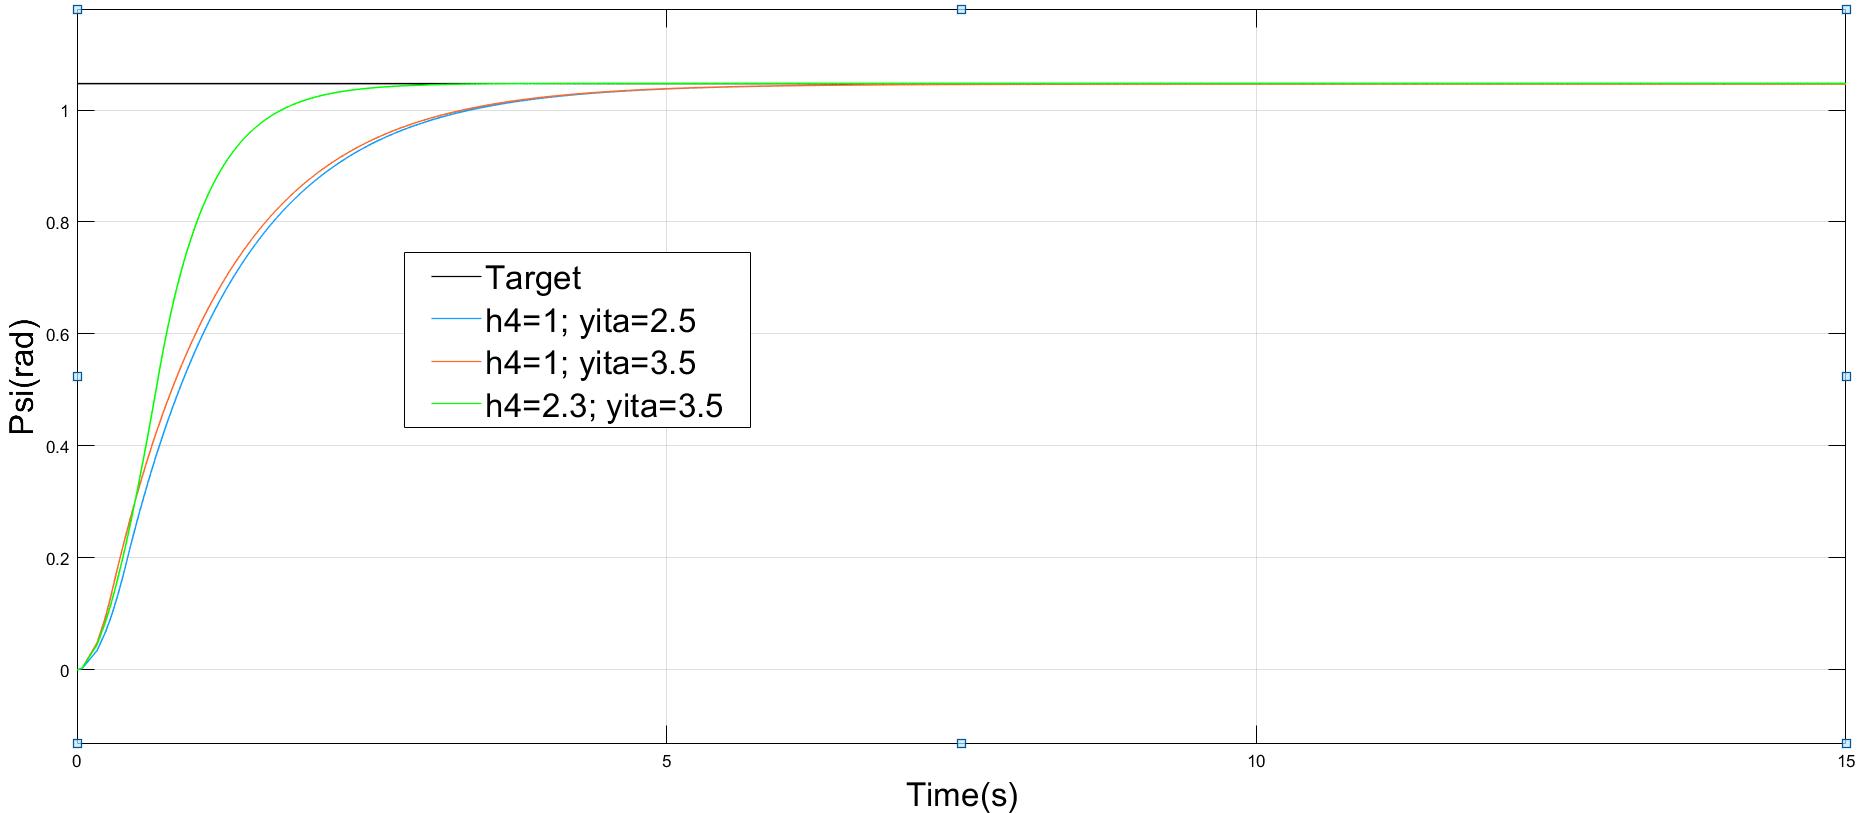 1
0.8
0.6
0.4
0.2
0
Psi(rad)
Target
h4=1; yita=2.5
h4=1; yita=3.5
h4=2.3; yita=3.5
0 5 10 15
Time(s)